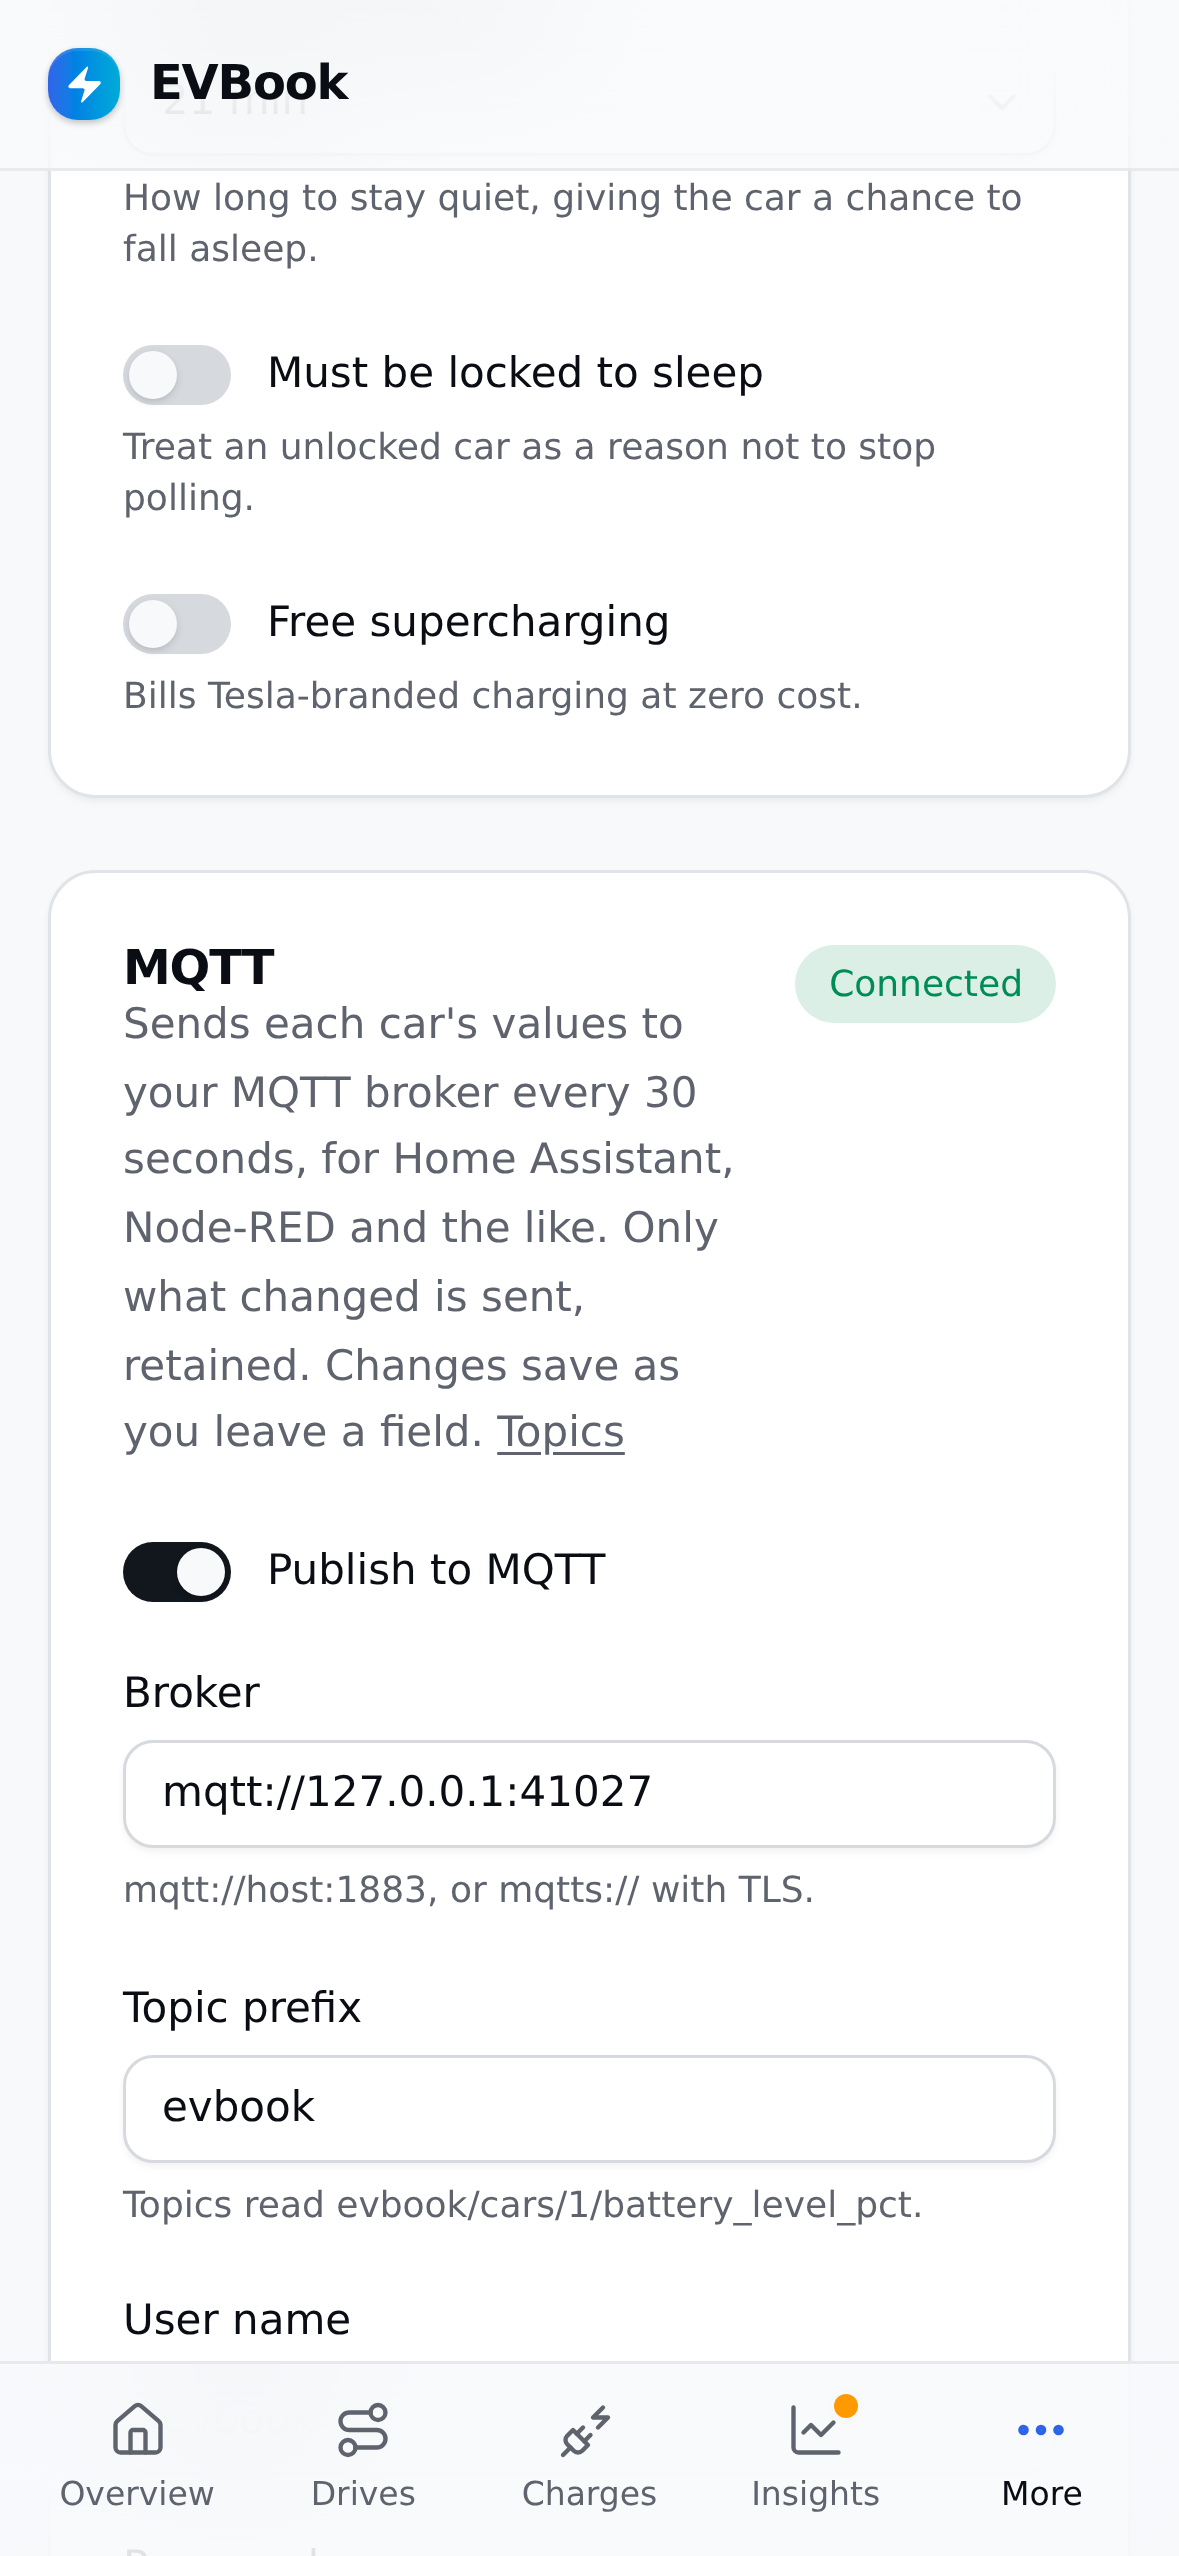 EVBook
21 min
How long to stay quiet, giving the car a chance to
fall asleep.
Must be locked to sleep
Treat an unlocked car as a reason not to stop
polling.
Free supercharging
Bills Tesla-branded charging at zero cost.
MQTT
Connected
Sends each car's values to
your MQTT broker every 30
seconds, for Home Assistant,
Node-RED and the like. Only
what changed is sent,
retained. Changes save as
you leave a field. Topics
Publish to MQTT
Broker
mqtt://127.0.0.1:41027
mqtt://host:1883, or mqtts:// with TLS.
Topic prefix
evbook
Topics read evbook/cars/1/battery_level_pct.
User name
Overview
Drives
Charges
Insights
More